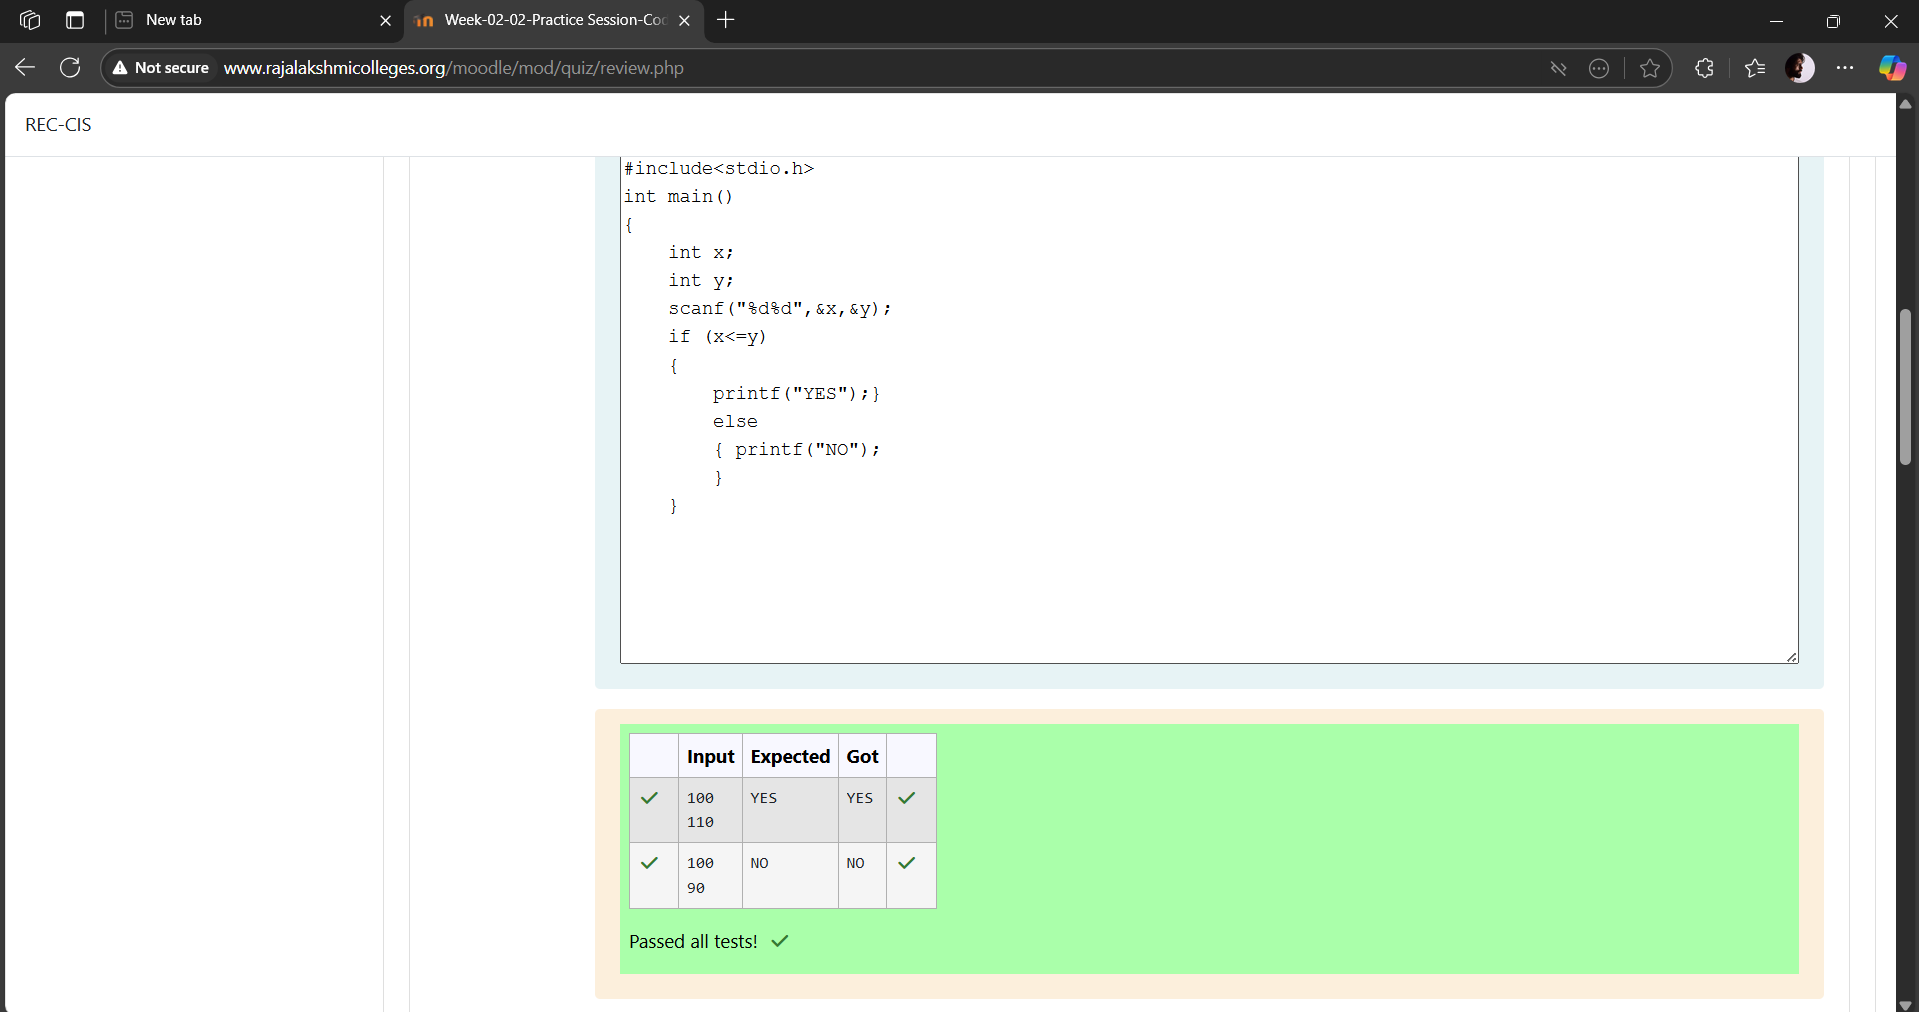 New tab
Week-02-02-Practice Session-Co
Not secure www.rajalakshmicolleges.org/moodle/mod/quiz/review.php
REC-CIS
#include<stdio.h>
int main()
{
    int x;
    int y;
    scanf("%d%d",&x,&y);
    if (x<=y)
    {
        printf("YES");}
        else
        { printf("NO");
        }
    }
Input Expected Got
100 YES YES
110
100 NO NO
90
Passed all tests!